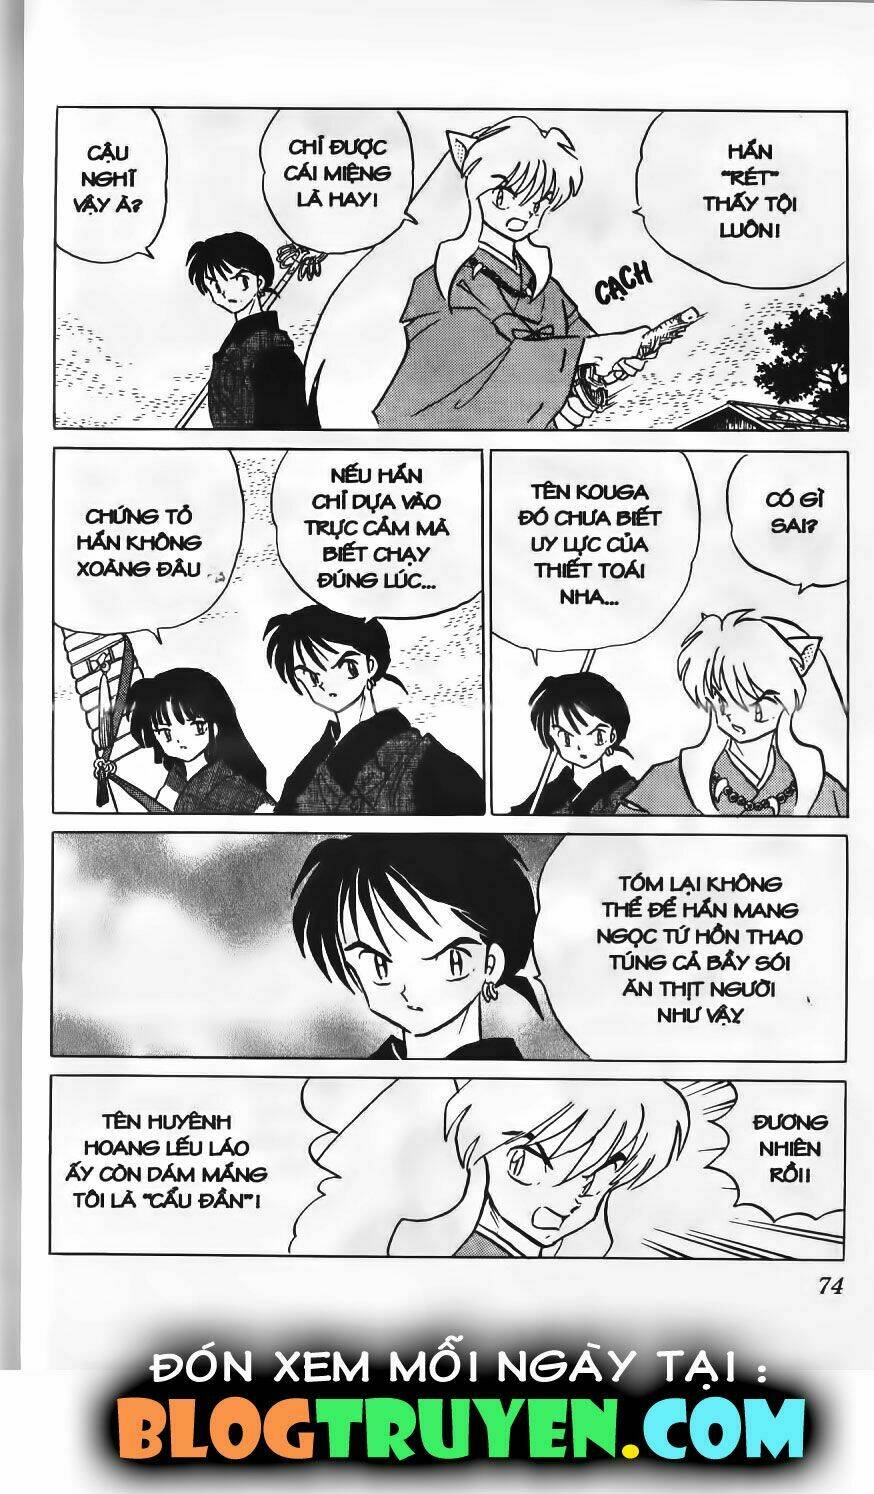 HẮN
"RÉT"
THẤY TỘI
LUÔN!
CHỈ ĐƯỢC
CÁI MIỆNG
LÀ HAY!
CẬU
NGHĨ
VẬY À?
CẠCH
CÓ GÌ
SAI?
TÊN KOUGA
ĐÓ CHƯA BIẾT
UY LỰC CỦA
THIẾT TOÁI
NHA...
NẾU HẮN
CHỈ DỰA VÀO
TRỰC CẢM MÀ
BIẾT CHẠY
ĐÚNG LÚC...
CHỨNG TỎ
HẮN KHÔNG
XOÀNG ĐÂU
TÓM LẠI KHÔNG
THỂ ĐỂ HẮN MANG
NGỌC TỨ HỒN THAO
TÚNG CẢ BẦY SÓI
ĂN THỊT NGƯỜI
NHƯ VẬY.
ĐƯƠNG
NHIÊN
RỒI!
TÊN HUYÊNH
HOANG LẾU LÁO
ẤY CÒN DÁM MẮNG
TÔI LÀ "CẨU ĐẦN"!
74
ĐÓN XEM MỖI NGÀY TẠI :
BLOGTRUYEN.COM